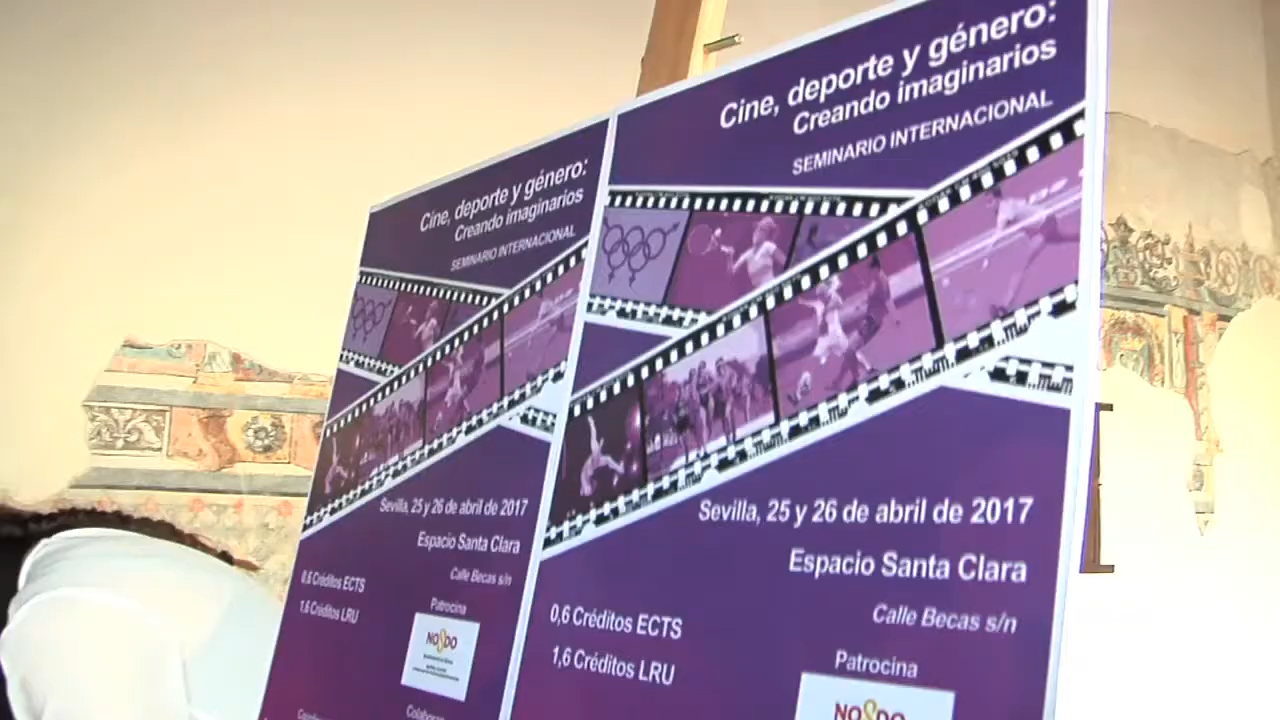 Cine, deporte y género:
Creando imaginarios
SEMINARIO INTERNACIONAL
Sevilla, 25 y 26 de abril de 2017
Espacio Santa Clara
Calle Becas s/n
0,6 Créditos ECTS
1,6 Créditos LRU
Patrocina
NO8DO
Cine, deporte y género:
Creando imaginarios
SEMINARIO INTERNACIONAL
Sevilla, 25 y 26 de abril de 2017
Espacio Santa Clara
Calle Becas s/n
0,6 Créditos ECTS
1,6 Créditos LRU
Patrocina
NO8DO